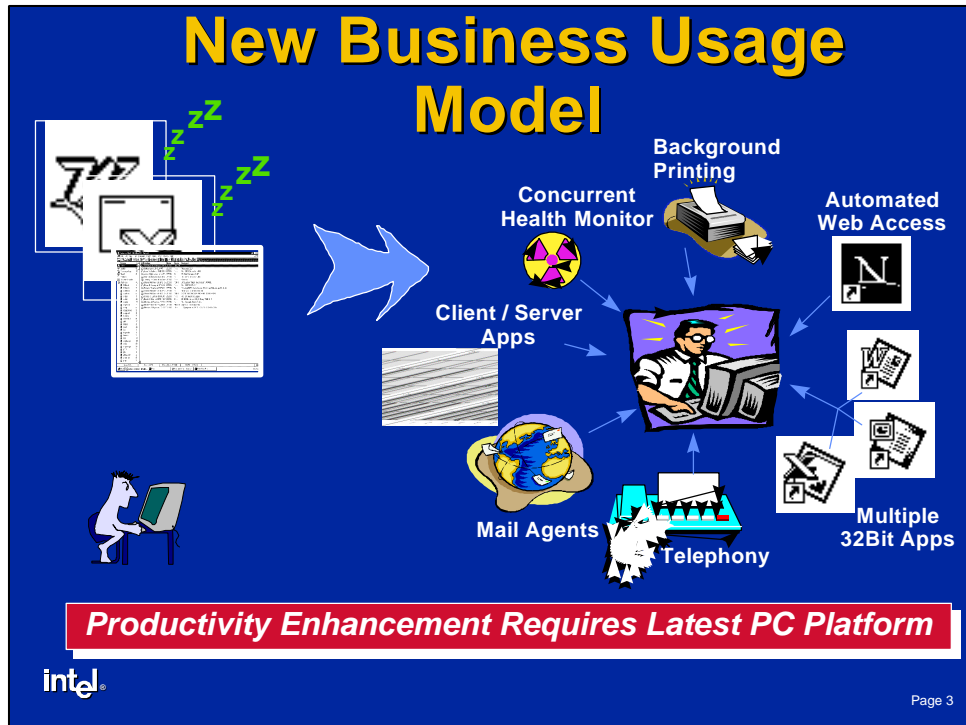 New Business Usage
Model
z
z
z
z
z
z
z
z
Background
Printing
Concurrent
Health Monitor
Automated
Web Access
N
Client / Server
Apps
W
X
Mail Agents
Telephony
Multiple
32Bit Apps
Productivity Enhancement Requires Latest PC Platform
intel®
Page 3